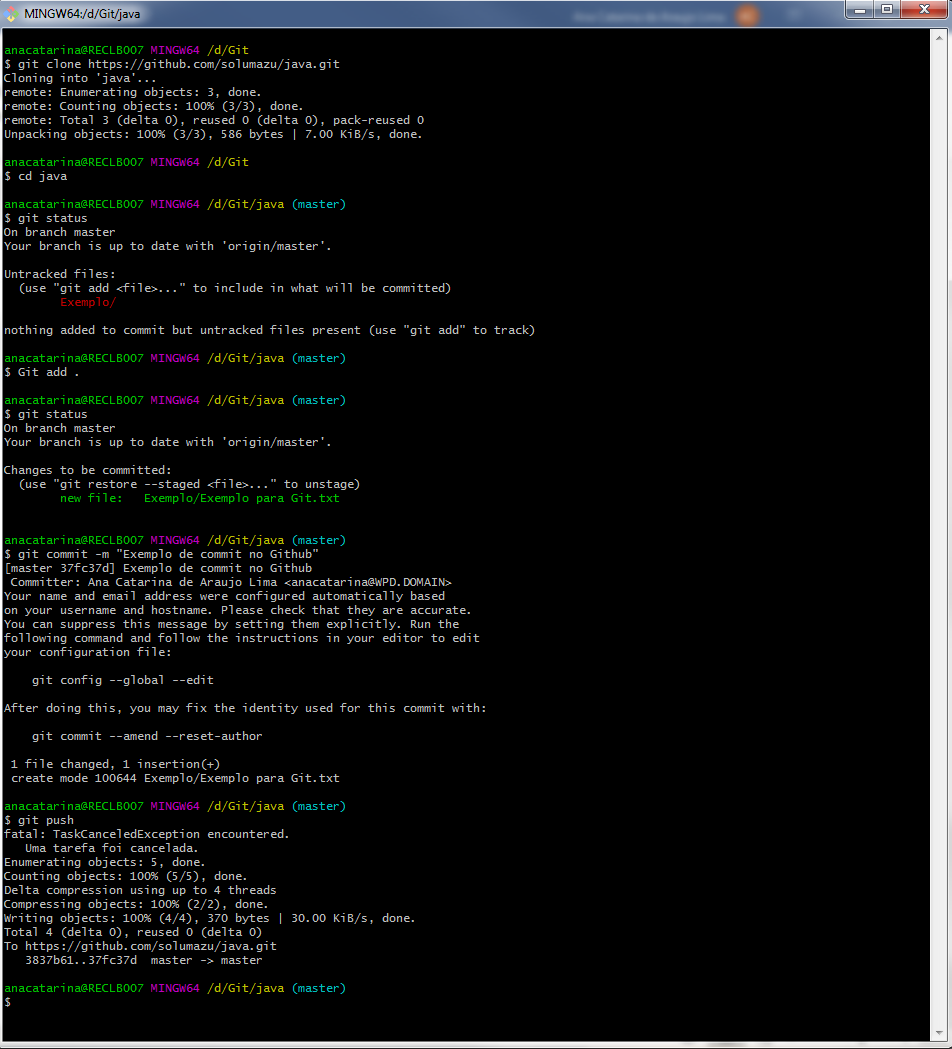 MINGW64:/d/Git/java
anacatarina@RECLB007 MINGW64 /d/Git
$ git clone https://github.com/solumazu/java.git
Cloning into 'java'...
remote: Enumerating objects: 3, done.
remote: Counting objects: 100% (3/3), done.
remote: Total 3 (delta 0), reused 0 (delta 0), pack-reused 0
Unpacking objects: 100% (3/3), 586 bytes | 7.00 KiB/s, done.
anacatarina@RECLB007 MINGW64 /d/Git
$ cd java
anacatarina@RECLB007 MINGW64 /d/Git/java (master)
$ git status
On branch master
Your branch is up to date with 'origin/master'.
Untracked files:
  (use "git add <file>..." to include in what will be committed)
        Exemplo/
nothing added to commit but untracked files present (use "git add" to track)
anacatarina@RECLB007 MINGW64 /d/Git/java (master)
$ Git add .
anacatarina@RECLB007 MINGW64 /d/Git/java (master)
$ git status
On branch master
Your branch is up to date with 'origin/master'.
Changes to be committed:
  (use "git restore --staged <file>..." to unstage)
        new file:   Exemplo/Exemplo para Git.txt
anacatarina@RECLB007 MINGW64 /d/Git/java (master)
$ git commit -m "Exemplo de commit no Github"
[master 37fc37d] Exemplo de commit no Github
 Committer: Ana Catarina de Araujo Lima <anacatarina@WPD.DOMAIN>
Your name and email address were configured automatically based
on your username and hostname. Please check that they are accurate.
You can suppress this message by setting them explicitly. Run the
following command and follow the instructions in your editor to edit
your configuration file:
    git config --global --edit
After doing this, you may fix the identity used for this commit with:
    git commit --amend --reset-author
 1 file changed, 1 insertion(+)
 create mode 100644 Exemplo/Exemplo para Git.txt
anacatarina@RECLB007 MINGW64 /d/Git/java (master)
$ git push
fatal: TaskCanceledException encountered.
   Uma tarefa foi cancelada.
Enumerating objects: 5, done.
Counting objects: 100% (5/5), done.
Delta compression using up to 4 threads
Compressing objects: 100% (2/2), done.
Writing objects: 100% (4/4), 370 bytes | 30.00 KiB/s, done.
Total 4 (delta 0), reused 0 (delta 0)
To https://github.com/solumazu/java.git
   3837b61..37fc37d  master -> master
anacatarina@RECLB007 MINGW64 /d/Git/java (master)
$